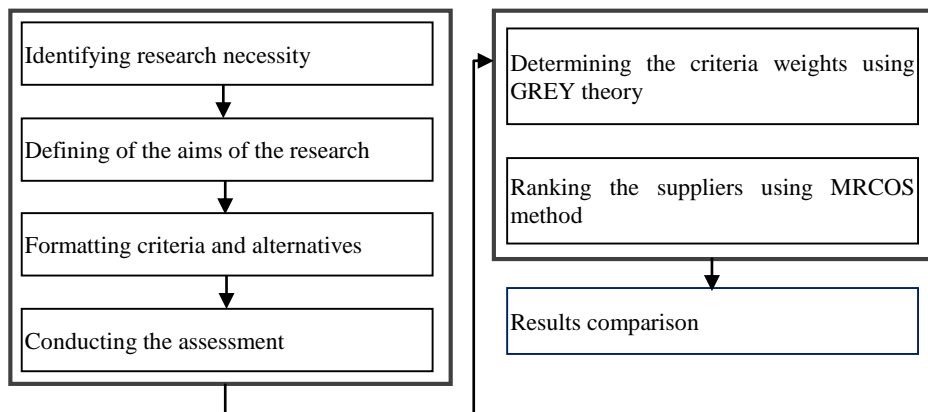 Identifying research necessity
Defining of the aims of the research
Formatting criteria and alternatives
Conducting the assessment
Determining the criteria weights using
GREY theory
Ranking the suppliers using MRCOS
method
Results comparison